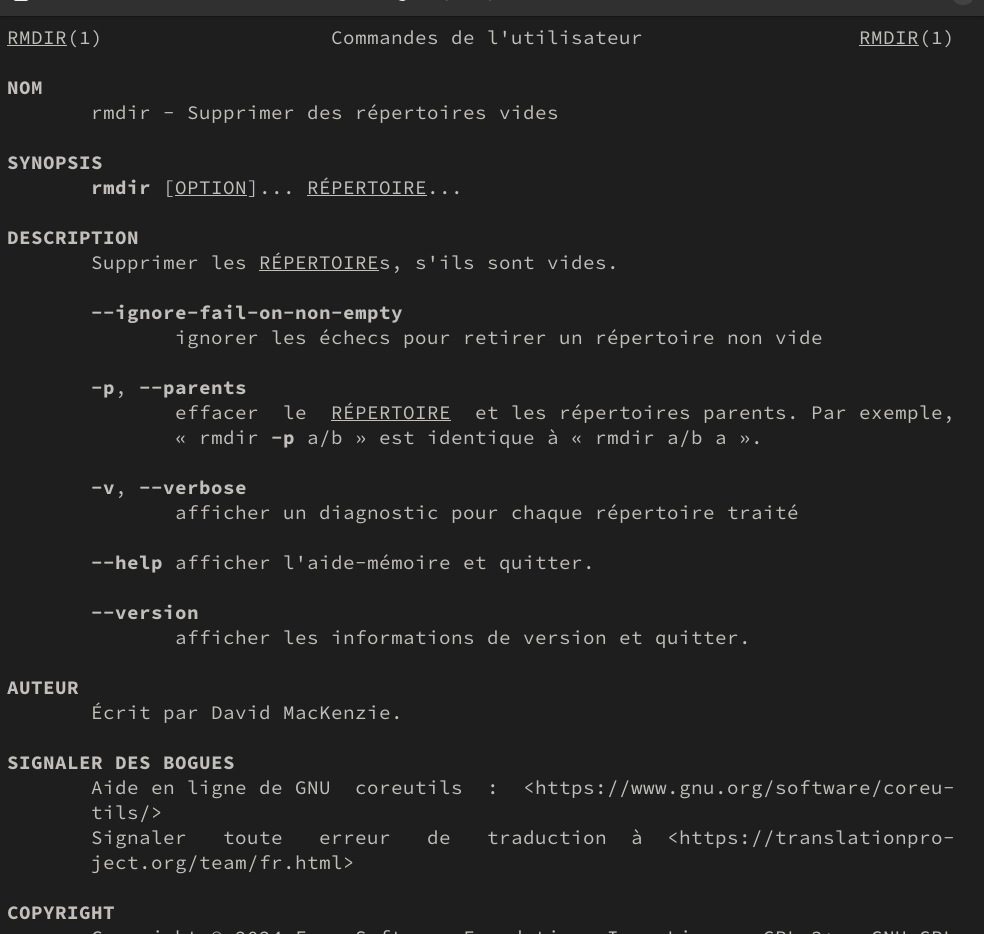 RMDIR(1) Commandes de l'utilisateur RMDIR(1)
NOM
rmdir - Supprimer des répertoires vides
SYNOPSIS
rmdir [OPTION]... RÉPERTOIRE...
DESCRIPTION
Supprimer les RÉPERTOIREs, s'ils sont vides.
--ignore-fail-on-non-empty
ignorer les échecs pour retirer un répertoire non vide
-p, --parents
effacer le RÉPERTOIRE et les répertoires parents. Par exemple,
« rmdir -p a/b » est identique à « rmdir a/b a ».
-v, --verbose
afficher un diagnostic pour chaque répertoire traité
--help afficher l'aide-mémoire et quitter.
--version
afficher les informations de version et quitter.
AUTEUR
Écrit par David MacKenzie.
SIGNALER DES BOGUES
Aide en ligne de GNU coreutils : <https://www.gnu.org/software/coreu-
tils/>
Signaler toute erreur de traduction à <https://translationpro-
ject.org/team/fr.html>
COPYRIGHT